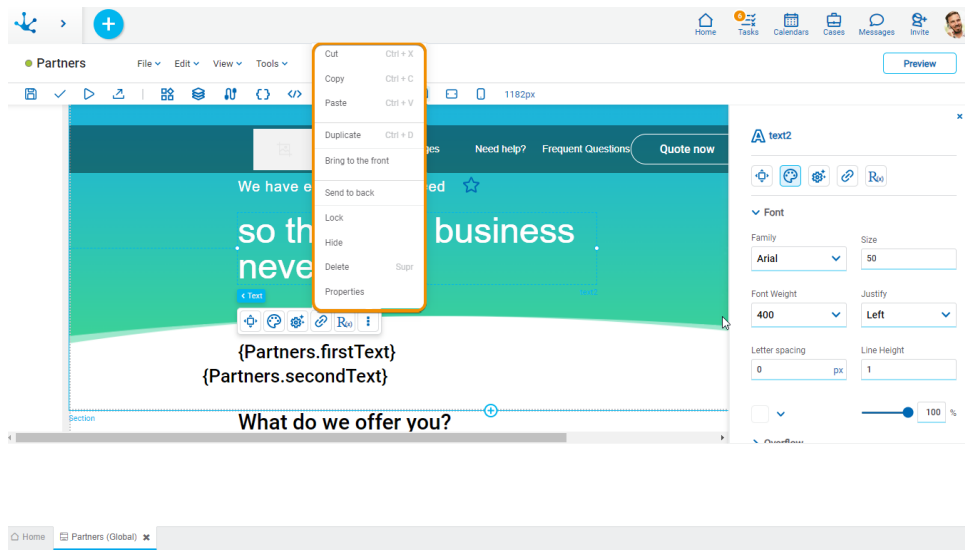 Home
6
Tasks
Calendars
Cases
Messages
Invite
Partners
File
Edit
View
Tools
Preview
1182px
Cut Ctrl + X
Copy Ctrl + C
Paste Ctrl + V
Duplicate Ctrl + D
Bring to the front
Send to back
Lock
Hide
Delete Supr
Properties
Need help?
Frequent Questions
Quote now
We have
so
business
Text
text2
R(x)
{Partners.firstText}
{Partners.secondText}
Section
What do we offer you?
text2
R(x)
Font
Family
Size
Arial
50
Font Weight
Justify
400
Left
Letter spacing
Line Height
0 px
1
100 %
Overflow
Home
Partners (Global)